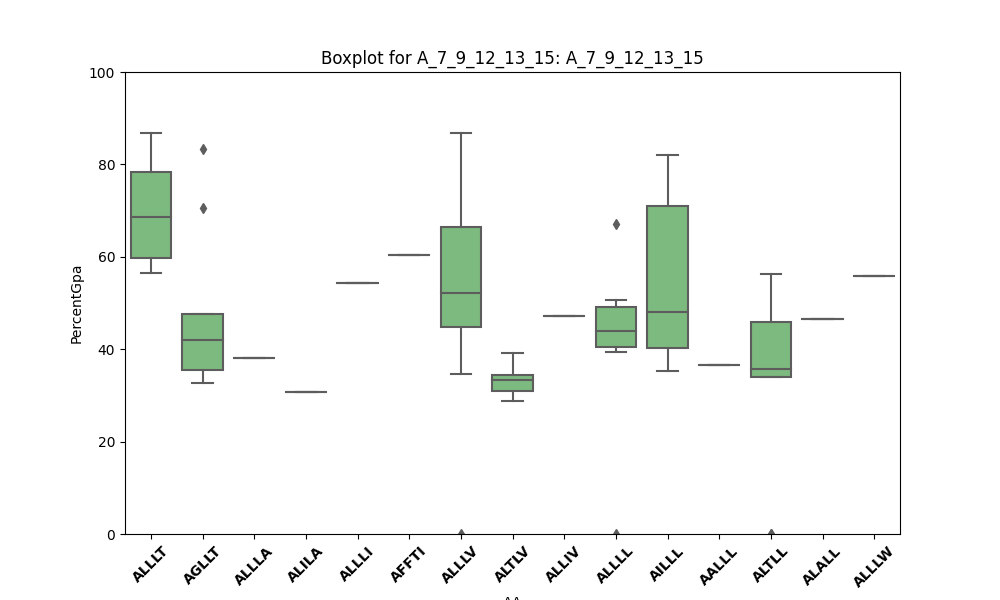 Boxplot for A_7_9_12_13_15: A_7_9_12_13_15
100
80
60
40
20
0
PercentGpa
ALLLT AGLLT ALLLA ALILA ALLLI AFFTI ALLLV ALTLV ALLIV ALLLL AILLL AALLL ALTLL ALALL ALLLW